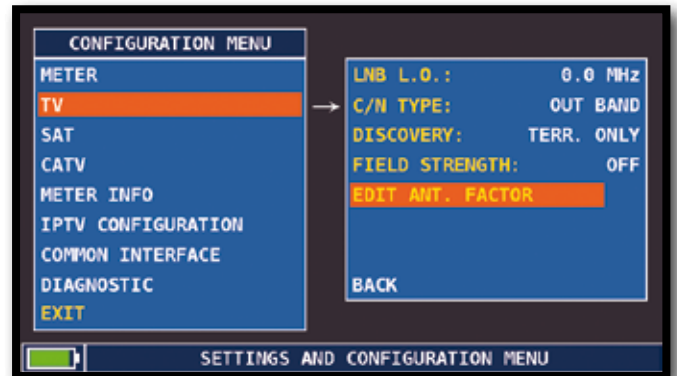 CONFIGURATION MENU
METER
TV
SAT
CATV
METER INFO
IPTV CONFIGURATION
COMMON INTERFACE
DIAGNOSTIC
EXIT
LNB L.O.: 0.0 MHz
C/N TYPE: OUT BAND
DISCOVERY: TERR. ONLY
FIELD STRENGTH: OFF
EDIT ANT. FACTOR
BACK
SETTINGS AND CONFIGURATION MENU